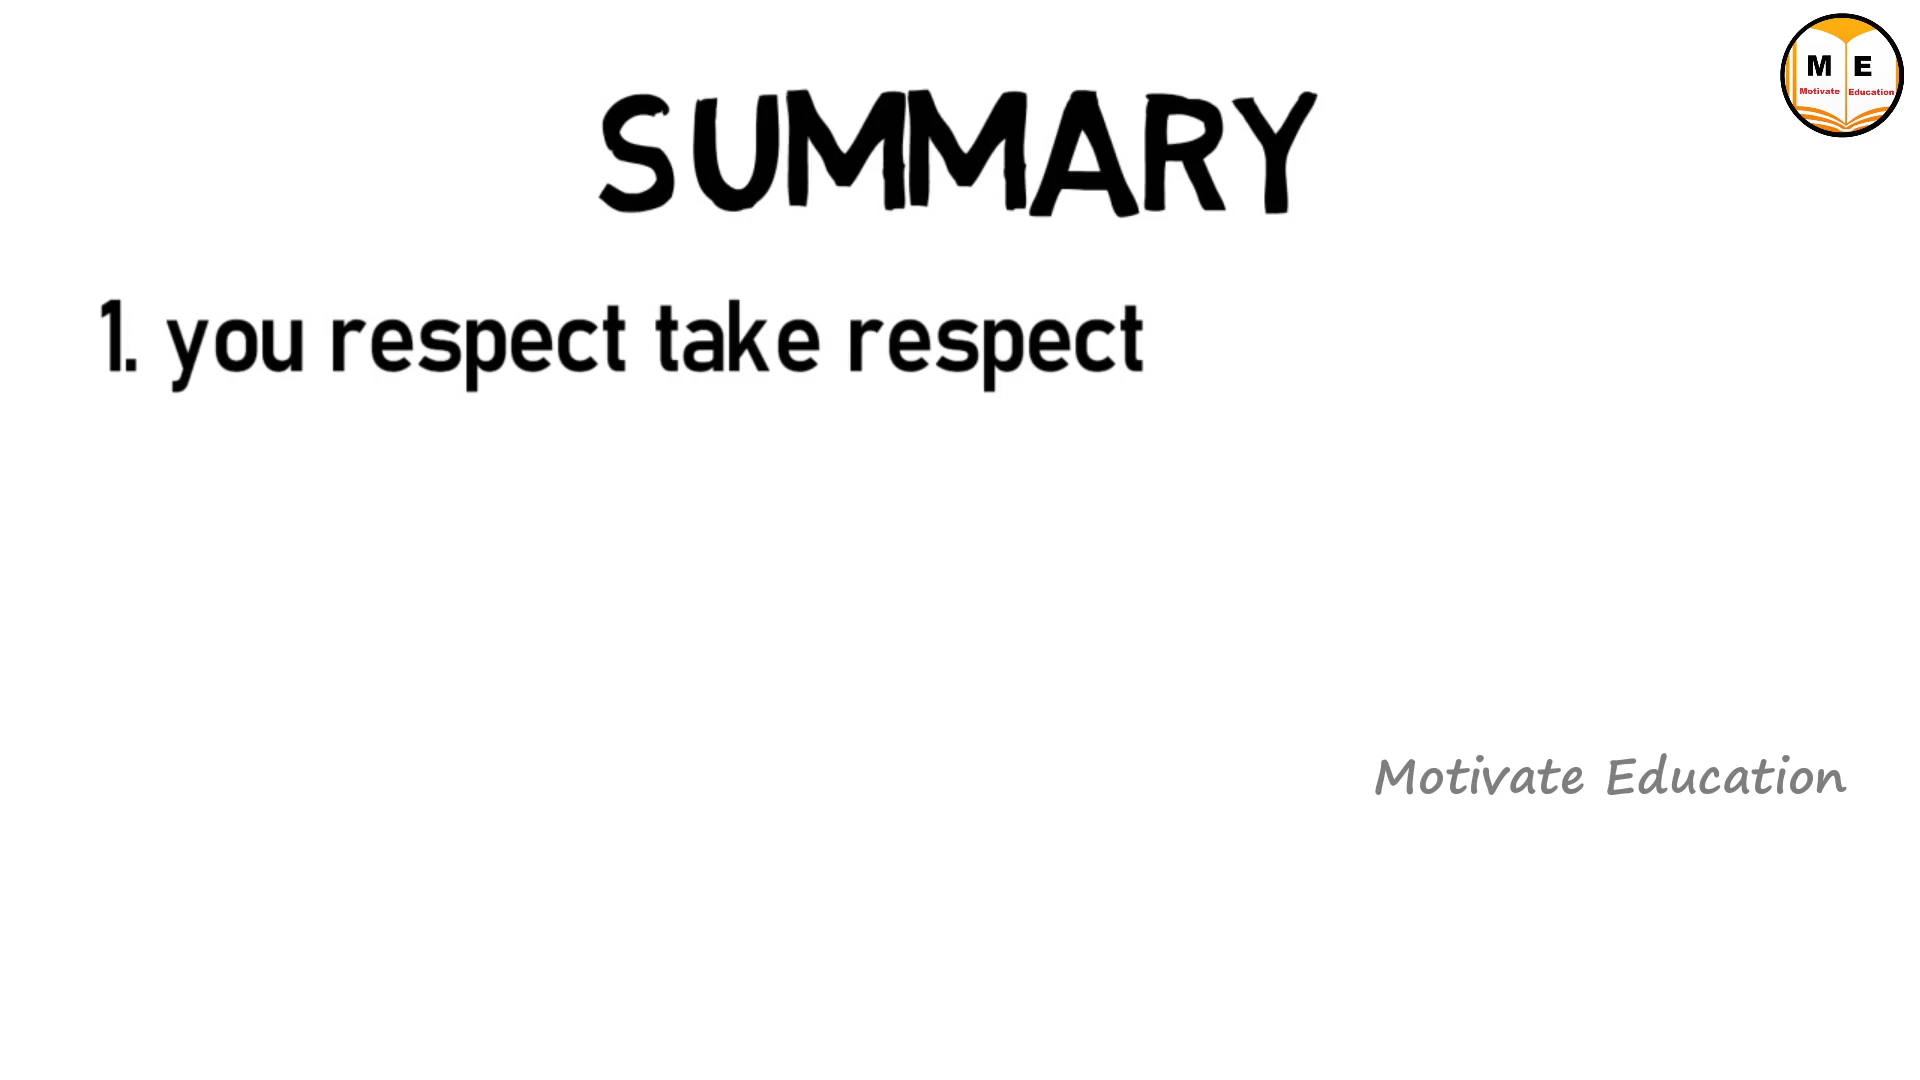 M E
Motivate Education
SUMMARY
1. you respect take respect
Motivate Education